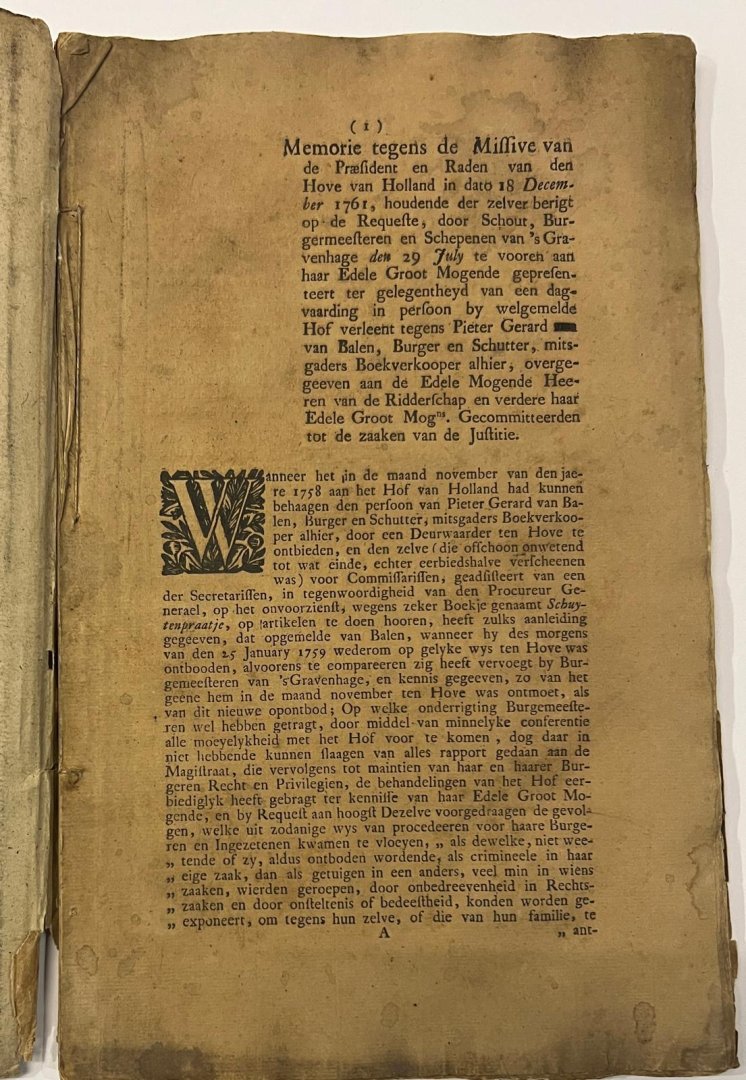 ( 1 )
Memorie tegens de Miſſive van
de Præſident en Raden van den
Hove van Holland in dato 18 Decem-
ber 1761, houdende der zelver berigt
op de Requeſte, door Schout, Bur-
germeeſteren en Schepenen van 's Gra-
venhage den 29 July te vooren aan
haar Edele Groot Mogende gepreſen-
teert ter gelegentheyd van een dag-
vaarding in perſoon by welgemelde
Hof verleent tegens Pieter Gerard
van Balen, Burger en Schutter, mits-
gaders Boekverkooper alhier, overge-
geeven aan de Edele Mogende Hee-
ren van de Ridderſchap en verdere haar
Edele Groot Mogns. Gecommitteerden
tot de zaaken van de Juſtitie.
Wanneer het in de maand november van den jae-
re 1758 aan het Hof van Holland had kunnen
behaagen den perſoon van Pieter Gerard van Ba-
len, Burger en Schutter, mitsgaders Boekverkoo-
per alhier, door een Deurwaarder ten Hove te
ontbieden, en den zelve (die offchoon onwetend
tot wat einde, echter eerbiedshalve verſcheenen
was) voor Commiſſariſſen, geadſiſteert van een
der Secretariſſen, in tegenwoordigheid van den Procureur Ge-
nerael, op het onvoorzienſt, wegens zeker Boekje genaamt Schuy-
tenpraatje, op artikelen te doen hooren, heeft zulks aanleiding
gegeeven, dat opgemelde van Balen, wanneer hy des morgens
van den 25 January 1759 wederom op gelyke wys ten Hove was
ontbooden, alvoorens te compareeren zig heeft vervoegt by Bur-
gemeeſteren van 's Gravenhage, en kennis gegeeven, zo van het
geene hem in de maand november ten Hove was ontmoet, als
van dit nieuwe opontbod; Op welke onderrigting Burgemeeſte-
ren wel hebben getragt, door middel van minnelyke conferentie
alle moeyelykheid met het Hof voor te komen, dog daar in
niet hebbende kunnen ſlaagen van alles rapport gedaan aan de
Magiſtraat, die vervolgens tot maintien van haar en haarer Bur-
geren Recht en Privilegien, de behandelingen van het Hof eer-
biediglyk heeft gebragt ter kenniſſe van haar Edele Groot Mo-
gende, en by Requeſt aan hoogſt Dezelve voorgedraagen de gevol-
gen, welke uit zodanige wys van procedeeren voor haare Burge-
ren en Ingezetenen kwamen te vloeyen, „ als dewelke, niet wee-
„ tende of zy, aldus ontboden wordende, als crimineele in haar
„ eige zaak, dan als getuigen in een anders, veel min in wiens
„ zaaken, wierden geroepen, door onbedreevenheid in Rechts-
„ zaaken en door onſteltenis of bedeeſtheid, konden worden ge-
„ exponeert, om tegens hun zelve, of die van hun familie, te
A „ ant-